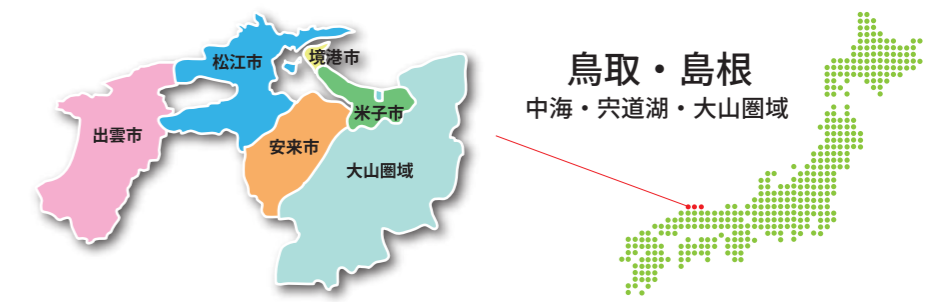 松江市
境港市
出雲市
米子市
安来市
大山圏域
鳥取・島根
中海・宍道湖・大山圏域